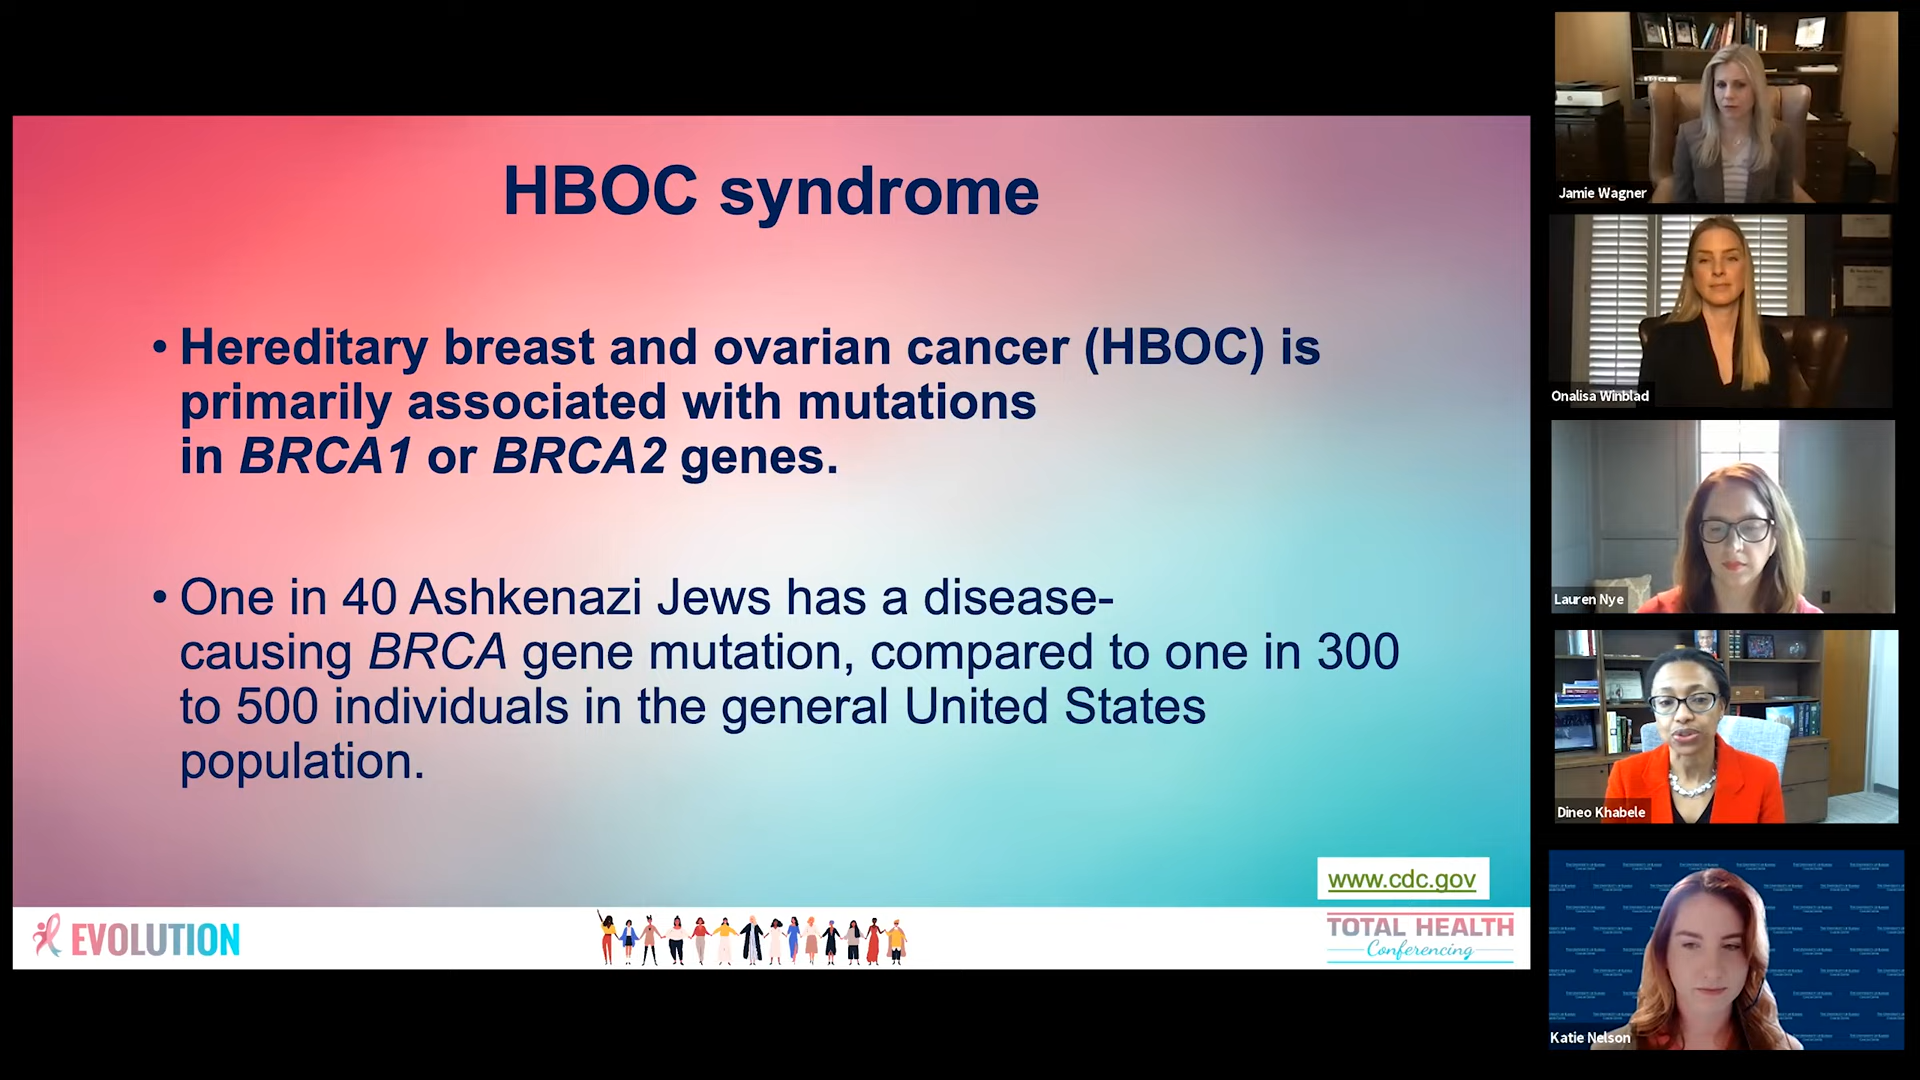 HBOC syndrome
• Hereditary breast and ovarian cancer (HBOC) is
primarily associated with mutations
in BRCA1 or BRCA2 genes.
• One in 40 Ashkenazi Jews has a disease-
causing BRCA gene mutation, compared to one in 300
to 500 individuals in the general United States
population.
www.cdc.gov
EVOLUTION
TOTAL HEALTH
Conferencing
Jamie Wagner
Onalisa Winblad
Lauren Nye
Dineo Khabele
Katie Nelson